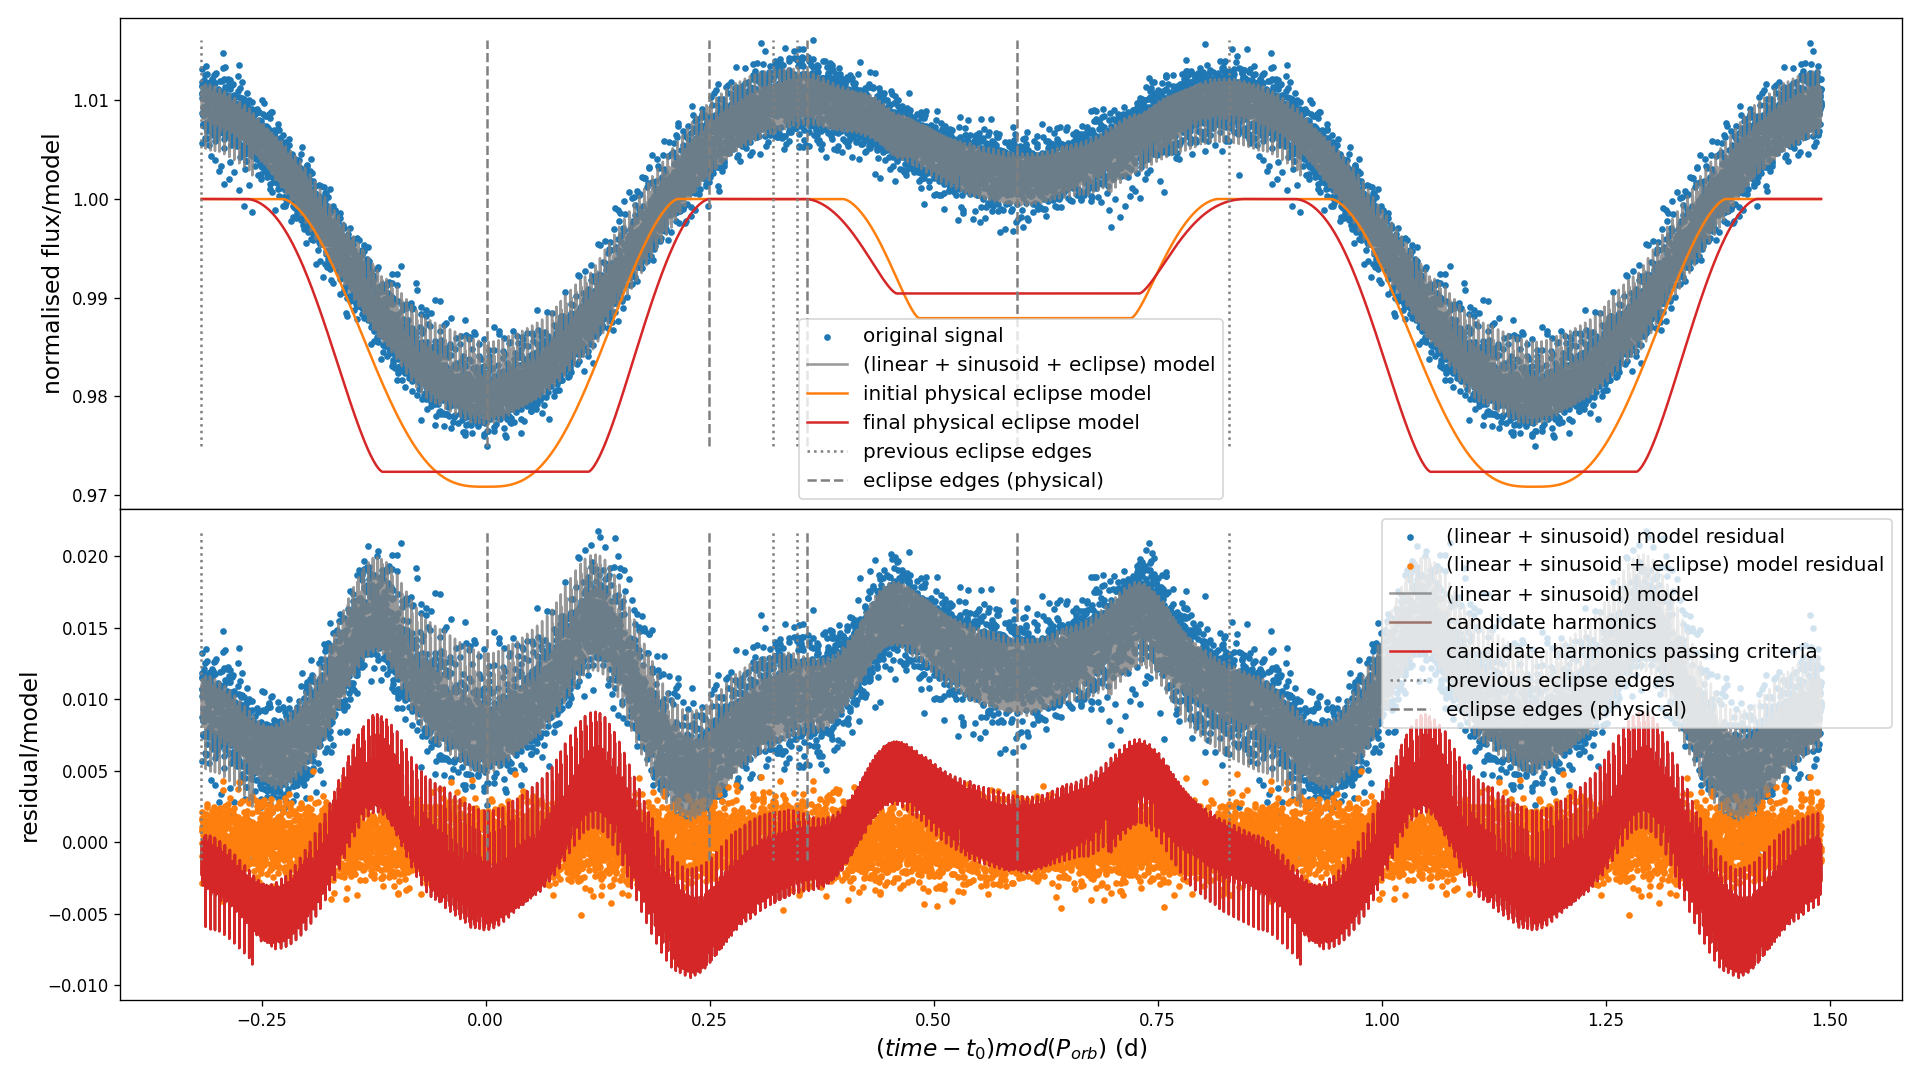 normalised flux/model
1.01
1.00
0.99
0.98
0.97
original signal
(linear + sinusoid + eclipse) model
initial physical eclipse model
final physical eclipse model
previous eclipse edges
eclipse edges (physical)
residual/model
0.020
0.015
0.010
0.005
0.000
−0.005
−0.010
(linear + sinusoid) model residual
(linear + sinusoid + eclipse) model residual
(linear + sinusoid) model
candidate harmonics
candidate harmonics passing criteria
previous eclipse edges
eclipse edges (physical)
−0.25 0.00 0.25 0.50 0.75 1.00 1.25 1.50
(time − t₀)mod(Pₒᵣb) (d)